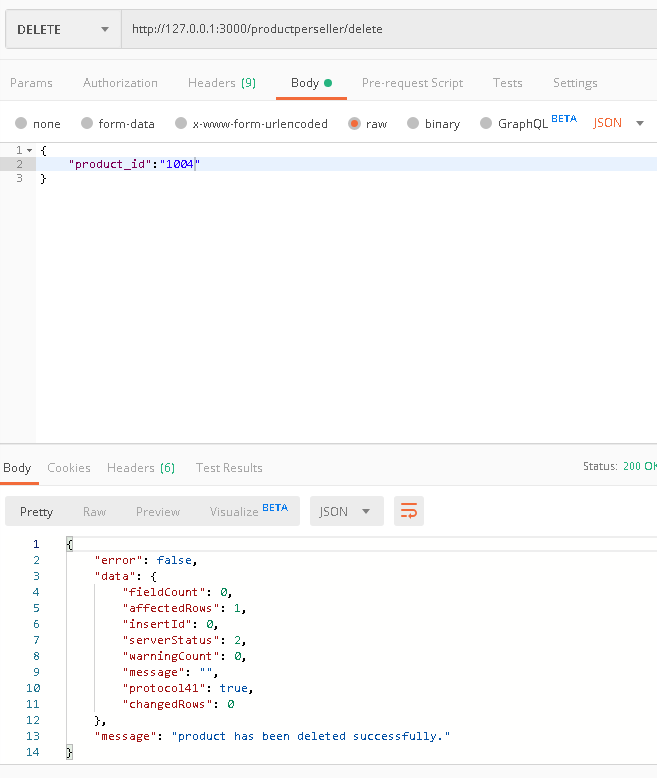 DELETE http://127.0.0.1:3000/productperseller/delete
Params Authorization Headers (9) Body Pre-request Script Tests Settings
none form-data x-www-form-urlencoded raw binary GraphQL BETA JSON
1 {
2 "product_id":"1004"
3 }
Body Cookies Headers (6) Test Results Status: 200 OK
Pretty Raw Preview Visualize BETA JSON
1 {
2 "error": false,
3 "data": {
4 "fieldCount": 0,
5 "affectedRows": 1,
6 "insertId": 0,
7 "serverStatus": 2,
8 "warningCount": 0,
9 "message": "",
10 "protocol41": true,
11 "changedRows": 0
12 },
13 "message": "product has been deleted successfully."
14 }